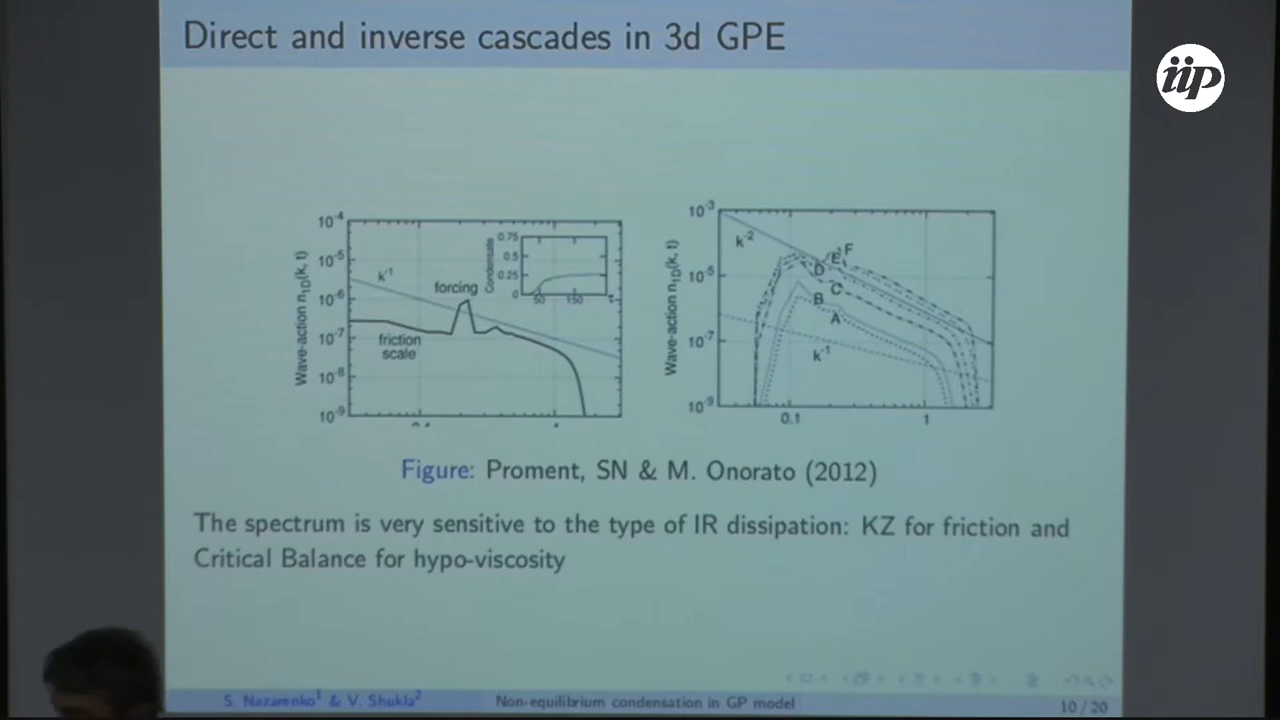 Direct and inverse cascades in 3d GPE
iip
10⁻⁴
10⁻⁵
10⁻⁶
10⁻⁷
10⁻⁸
10⁻⁹
Wave-action n₁D(k, t)
k⁻¹
forcing
friction
scale
Condensate
0.75
0.5
0.25
0
50
150
10⁻³
10⁻⁵
10⁻⁷
10⁻⁹
Wave-action n₁D(k, t)
k⁻²
F
E
D
C
B
A
k⁻¹
0.1
1
Figure: Proment, SN & M. Onorato (2012)
The spectrum is very sensitive to the type of IR dissipation: KZ for friction and
Critical Balance for hypo-viscosity
S. Nazarenko¹ & V. Shukla²
Non-equilibrium condensation in GP model
10 / 20